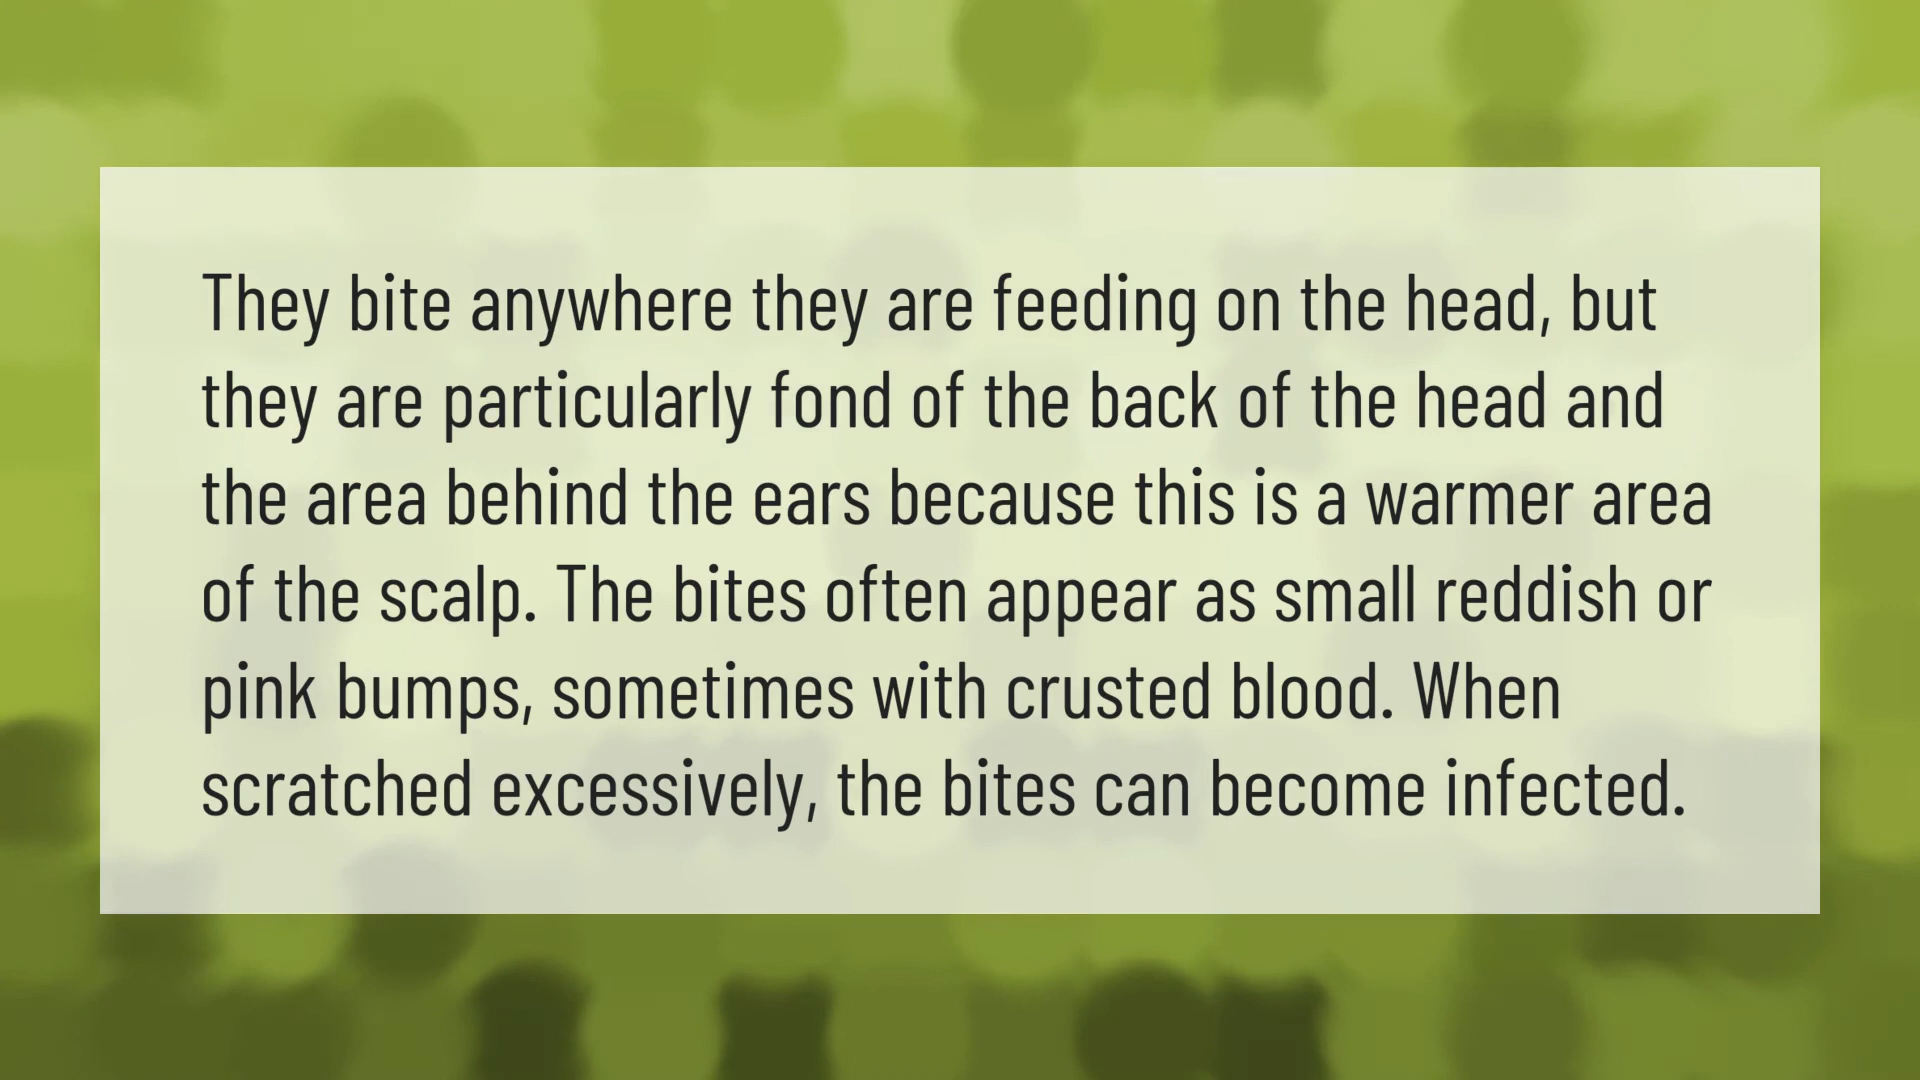 They bite anywhere they are feeding on the head, but
they are particularly fond of the back of the head and
the area behind the ears because this is a warmer area
of the scalp. The bites often appear as small reddish or
pink bumps, sometimes with crusted blood. When
scratched excessively, the bites can become infected.